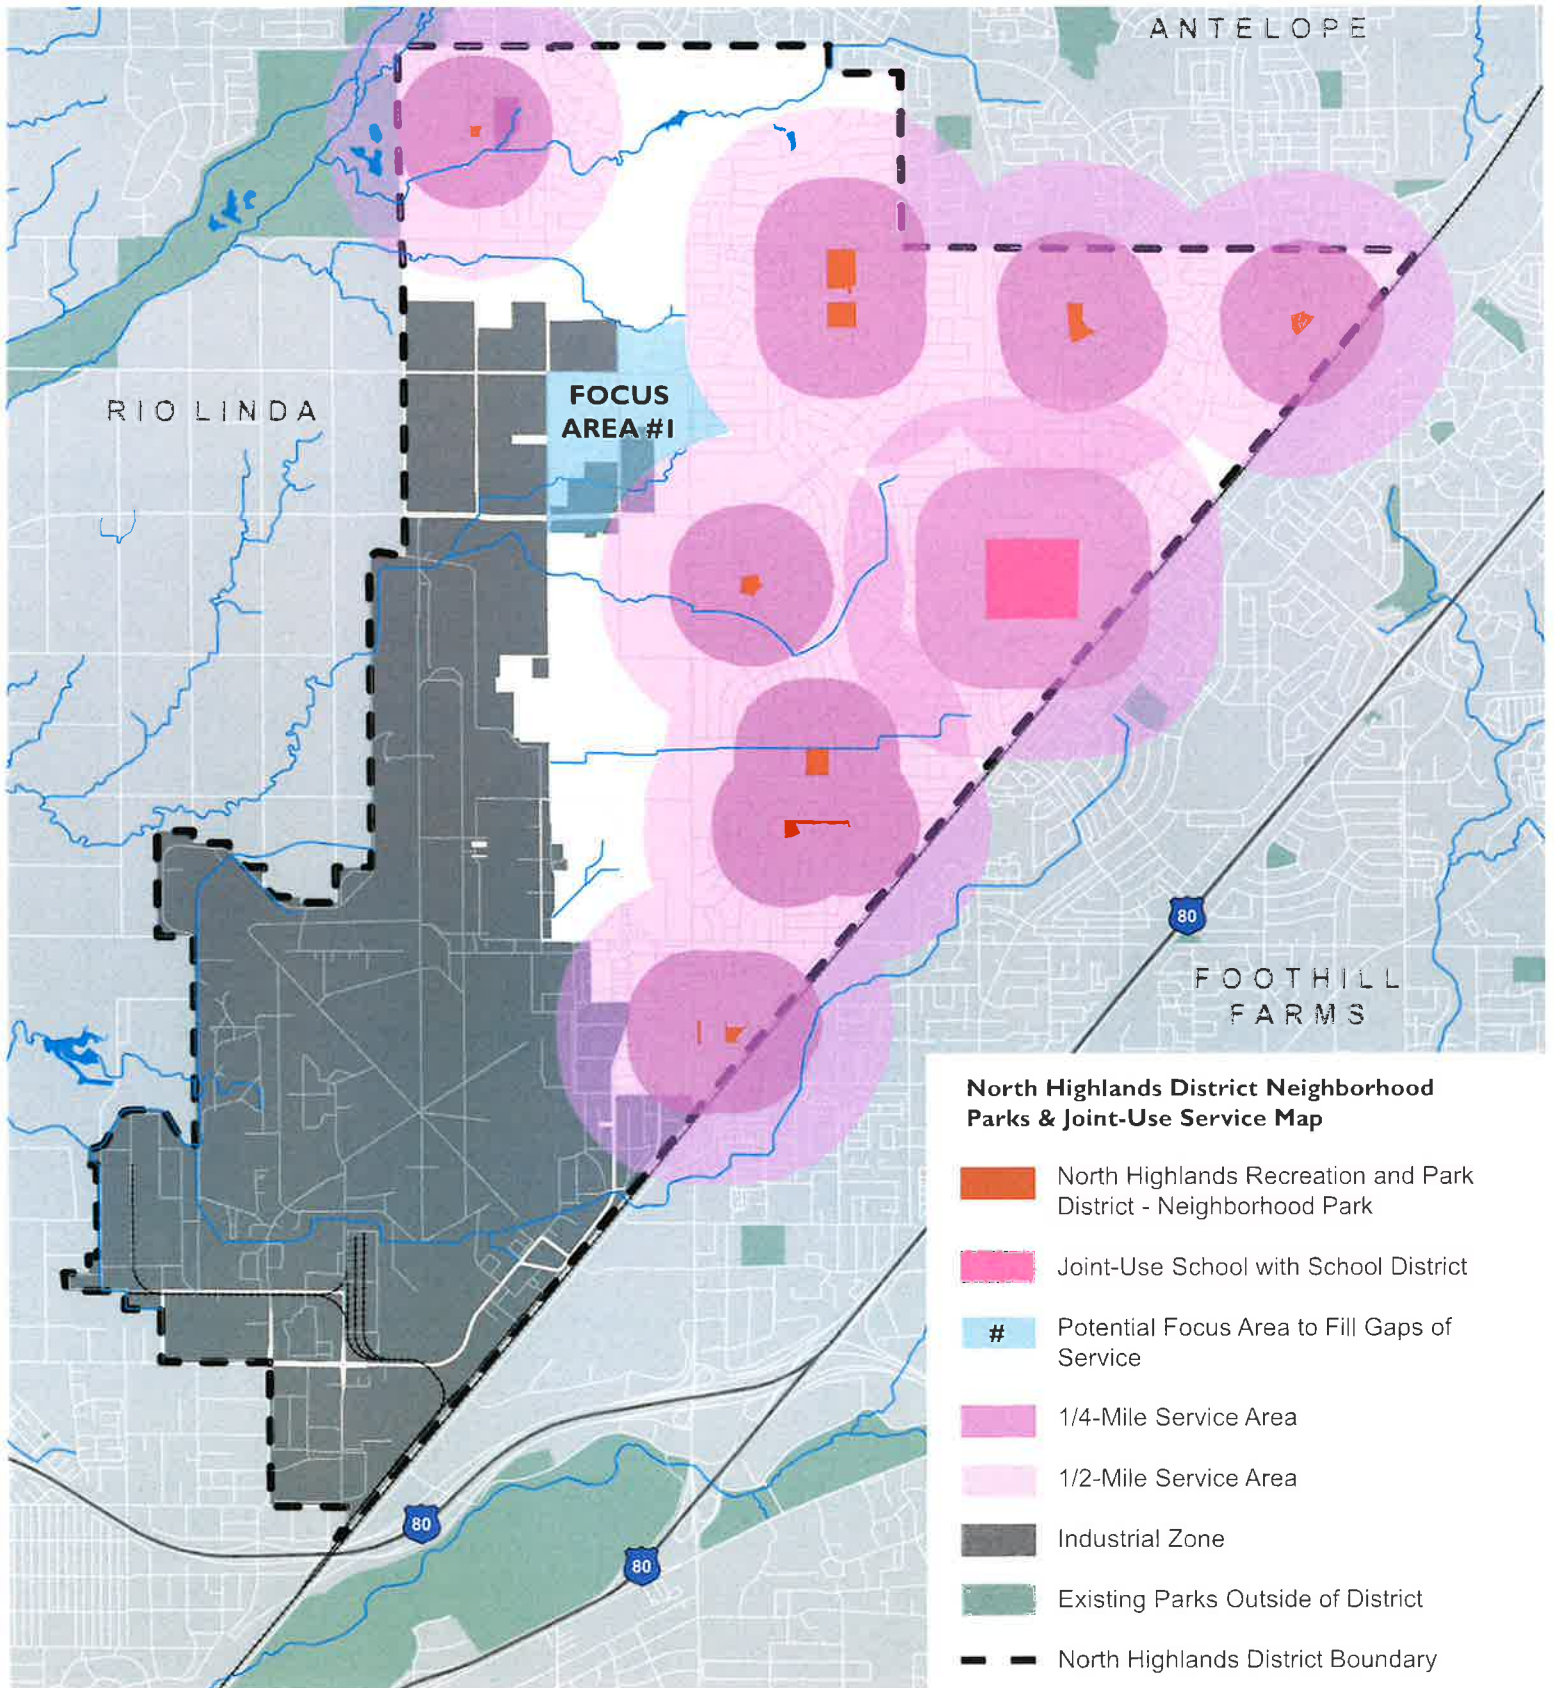 ANTELOPE
RIO LINDA
FOCUS
AREA #1
80
FOOTHILL
FARMS
80
80
North Highlands District Neighborhood
Parks & Joint-Use Service Map
North Highlands Recreation and Park
District - Neighborhood Park
Joint-Use School with School District
#
Potential Focus Area to Fill Gaps of
Service
1/4-Mile Service Area
1/2-Mile Service Area
Industrial Zone
Existing Parks Outside of District
North Highlands District Boundary